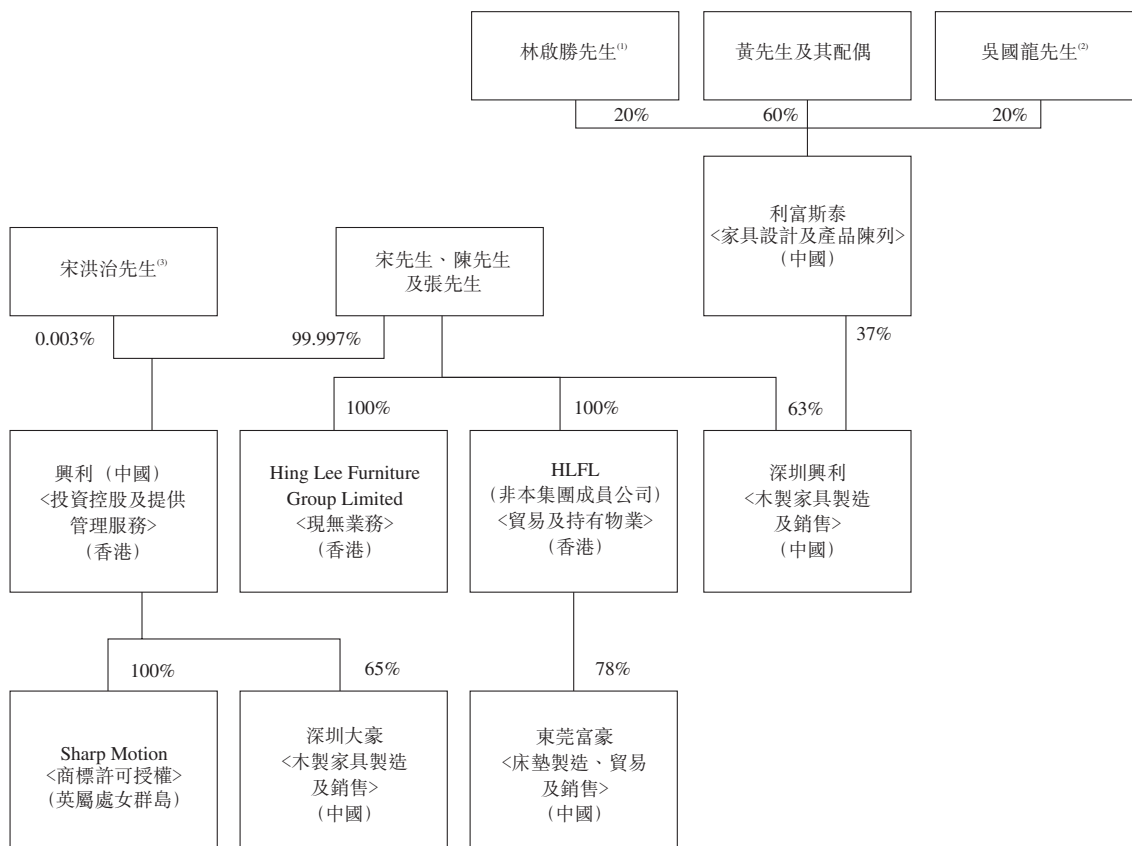 林啟勝先生(1)
黃先生及其配偶
吳國龍先生(2)
20%
60%
20%
利富斯泰
<家具設計及產品陳列>
(中國)
宋洪治先生(3)
宋先生、陳先生
及張先生
0.003%
99.997%
37%
100%
100%
63%
興利（中國）
<投資控股及提供
管理服務>
(香港)
Hing Lee Furniture
Group Limited
<現無業務>
(香港)
HLFL
(非本集團成員公司)
<貿易及持有物業>
(香港)
深圳興利
<木製家具製造
及銷售>
(中國)
100%
65%
78%
Sharp Motion
<商標許可授權>
(英屬處女群島)
深圳大豪
<木製家具製造
及銷售>
(中國)
東莞富豪
<床墊製造、貿易
及銷售>
(中國)